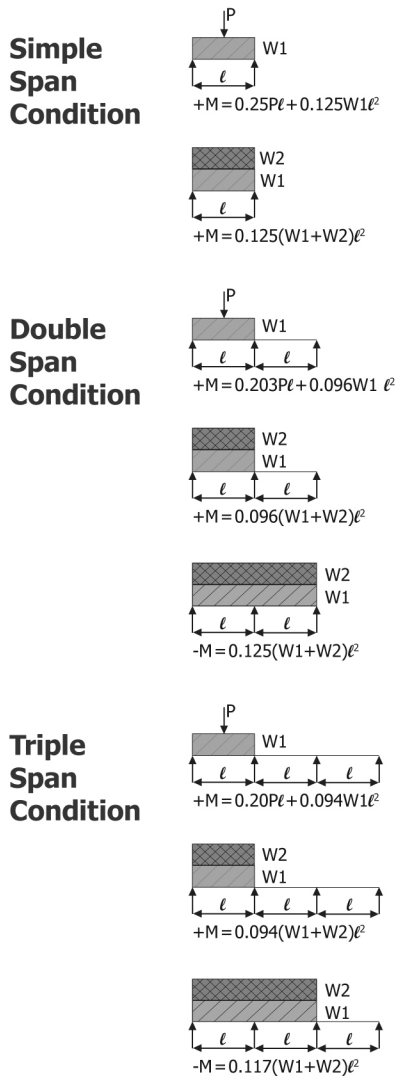 Simple
Span
Condition
P
W1
ℓ
+M=0.25Pℓ+0.125W1ℓ²
W2
W1
ℓ
+M=0.125(W1+W2)ℓ²
Double
Span
Condition
P
W1
ℓ ℓ
+M=0.203Pℓ+0.096W1 ℓ²
W2
W1
ℓ ℓ
+M=0.096(W1+W2)ℓ²
W2
W1
ℓ ℓ
-M=0.125(W1+W2)ℓ²
Triple
Span
Condition
P
W1
ℓ ℓ ℓ
+M=0.20Pℓ+0.094W1ℓ²
W2
W1
ℓ ℓ ℓ
+M=0.094(W1+W2)ℓ²
W2
W1
ℓ ℓ ℓ
-M=0.117(W1+W2)ℓ²